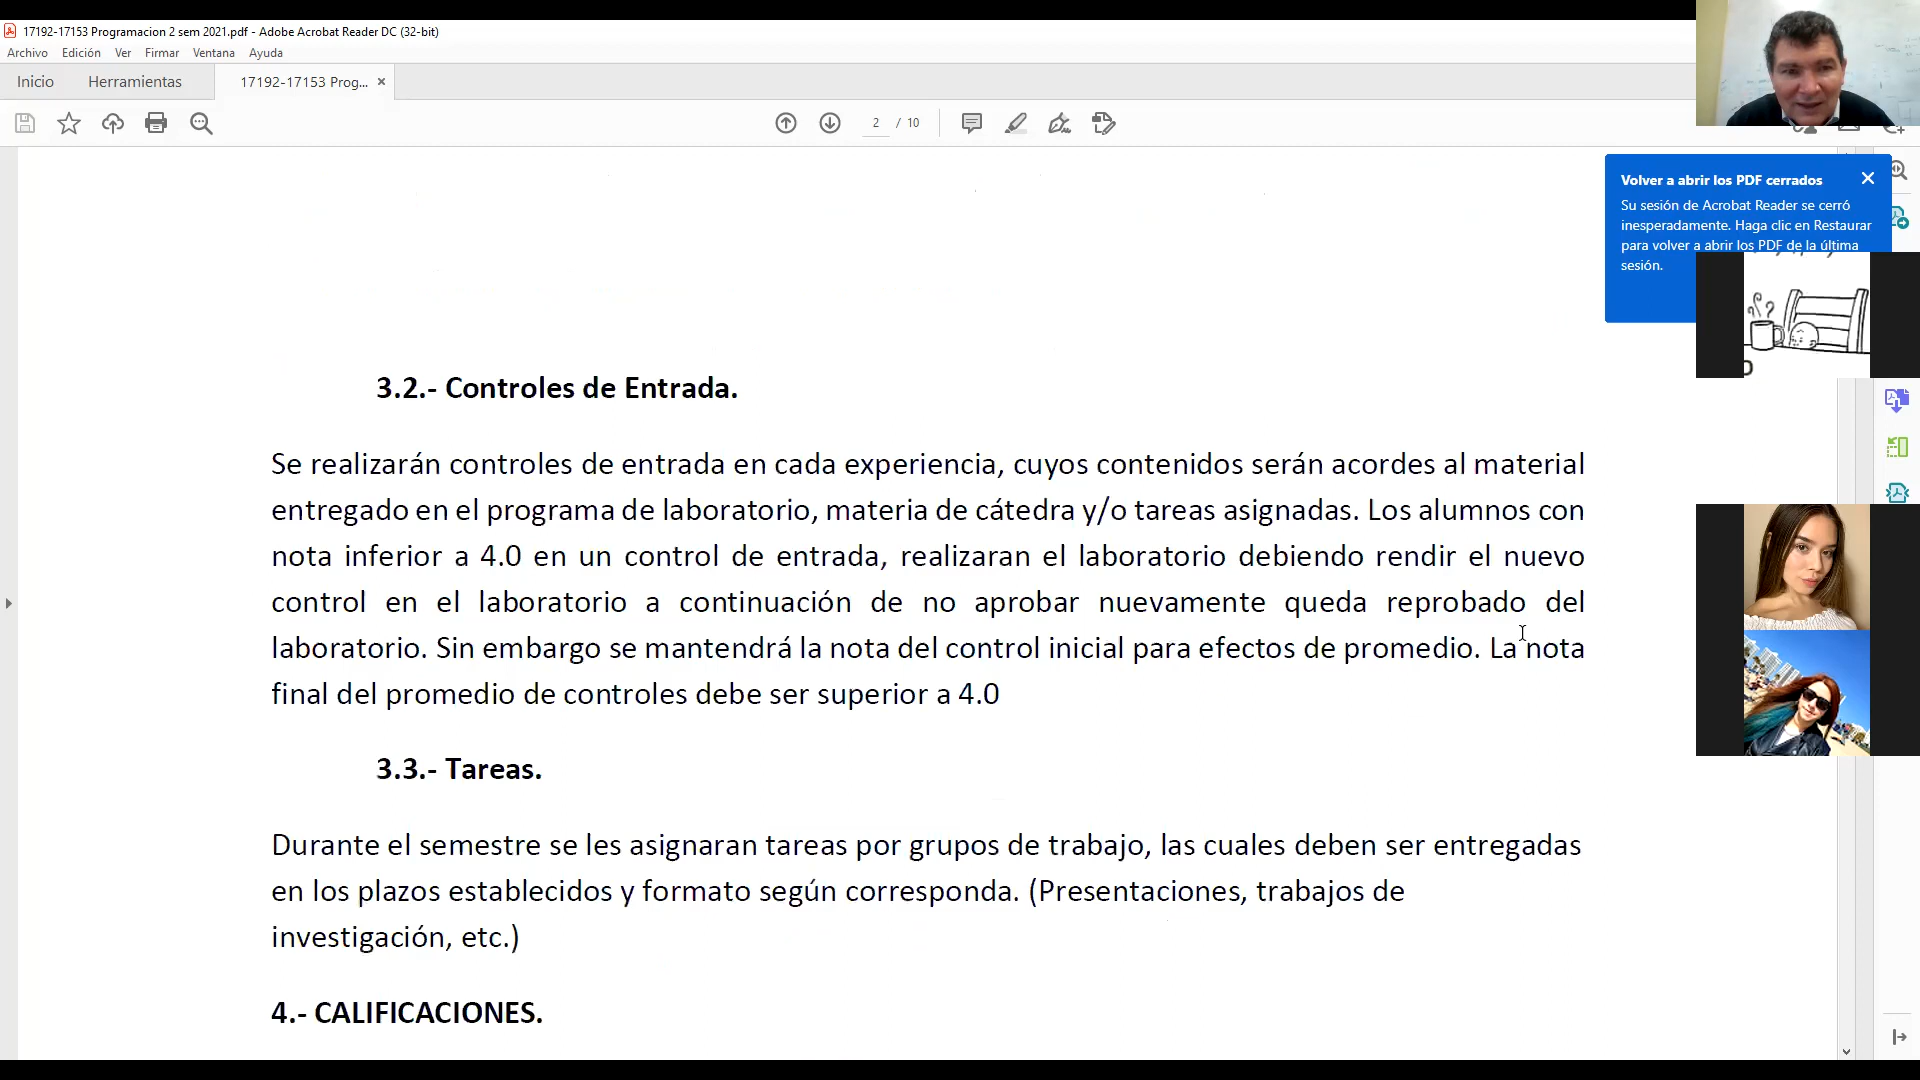 17192-17153 Programacion 2 sem 2021.pdf - Adobe Acrobat Reader DC (32-bit)
Archivo Edición Ver Firmar Ventana Ayuda
Inicio Herramientas 17192-17153 Prog... ×
2 / 10
Volver a abrir los PDF cerrados
Su sesión de Acrobat Reader se cerró
inesperadamente. Haga clic en Restaurar
para volver a abrir los PDF de la última
sesión.
3.2.- Controles de Entrada.
Se realizarán controles de entrada en cada experiencia, cuyos contenidos serán acordes al material
entregado en el programa de laboratorio, materia de cátedra y/o tareas asignadas. Los alumnos con
nota inferior a 4.0 en un control de entrada, realizaran el laboratorio debiendo rendir el nuevo
control en el laboratorio a continuación de no aprobar nuevamente queda reprobado del
laboratorio. Sin embargo se mantendrá la nota del control inicial para efectos de promedio. La nota
final del promedio de controles debe ser superior a 4.0
3.3.- Tareas.
Durante el semestre se les asignaran tareas por grupos de trabajo, las cuales deben ser entregadas
en los plazos establecidos y formato según corresponda. (Presentaciones, trabajos de
investigación, etc.)
4.- CALIFICACIONES.